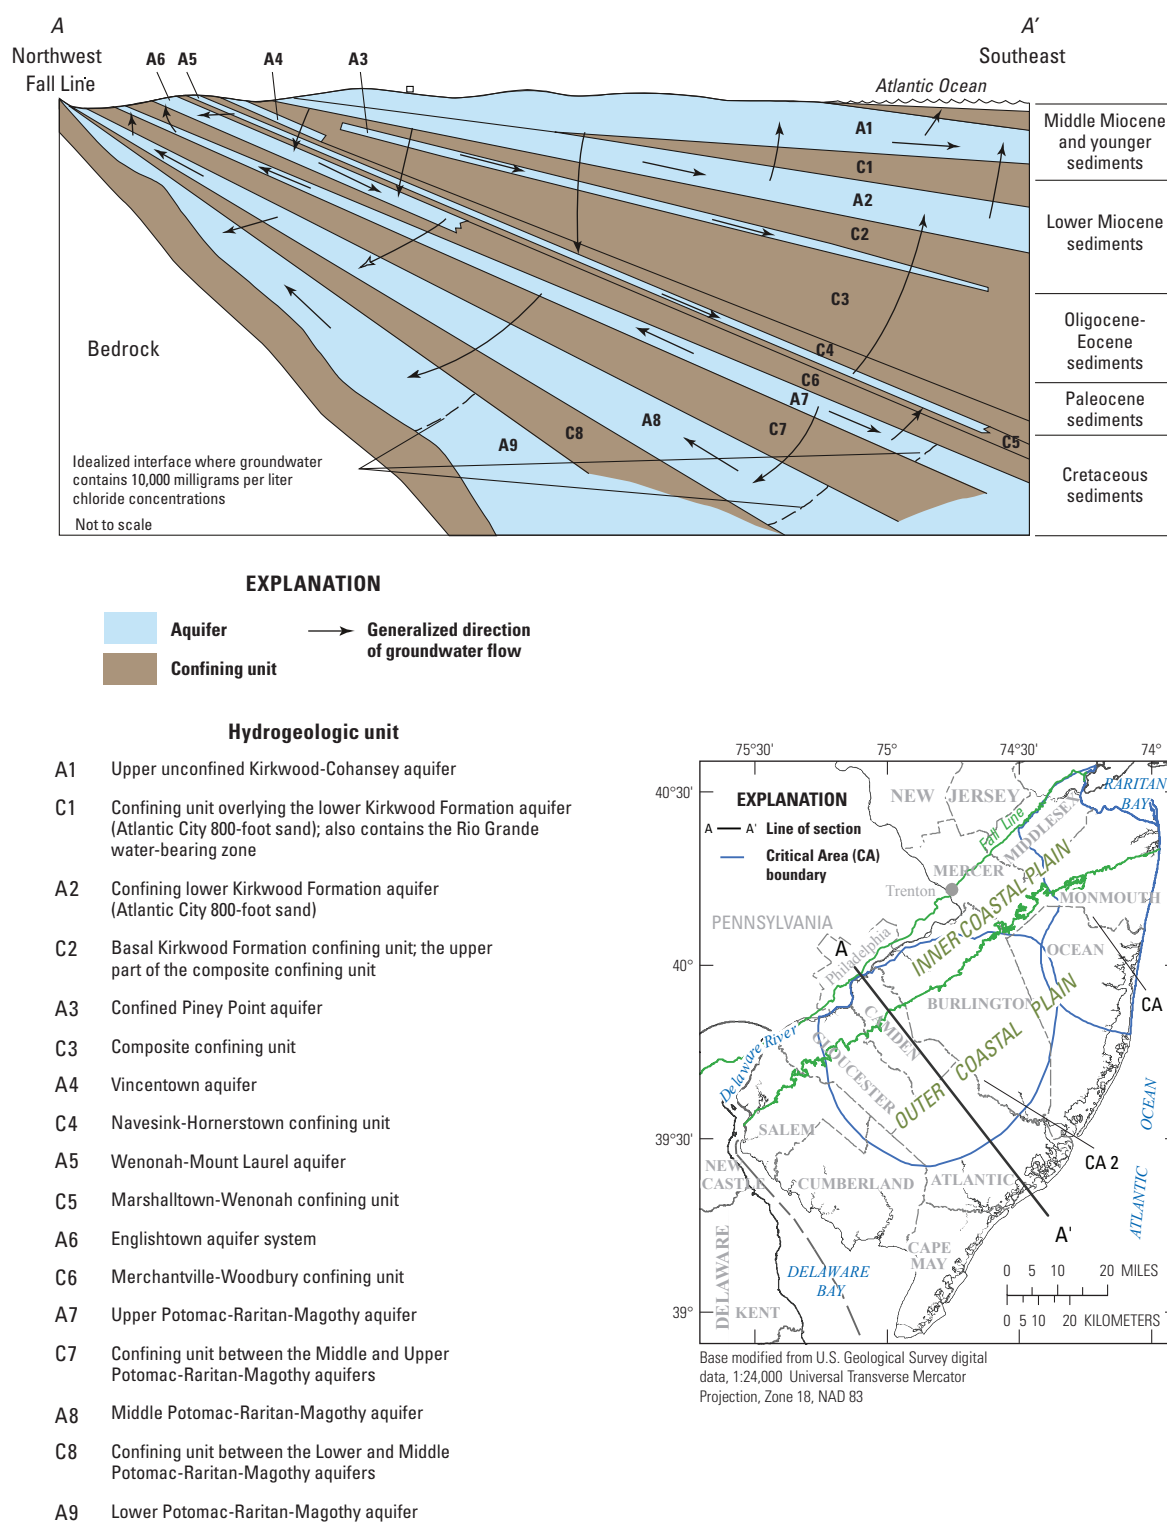 A
Northwest
Fall Line
A6
A5
A4
A3
A'
Southeast
Atlantic Ocean
A1
C1
A2
C2
C3
C4
C6
A7
C5
C7
A8
C8
A9
Bedrock
Idealized interface where groundwater
contains 10,000 milligrams per liter
chloride concentrations
Not to scale
Middle Miocene
and younger
sediments
Lower Miocene
sediments
Oligocene-
Eocene
sediments
Paleocene
sediments
Cretaceous
sediments
EXPLANATION
Aquifer
Confining unit
Generalized direction
of groundwater flow
Hydrogeologic unit
A1 Upper unconfined Kirkwood-Cohansey aquifer
C1 Confining unit overlying the lower Kirkwood Formation aquifer
(Atlantic City 800-foot sand); also contains the Rio Grande
water-bearing zone
A2 Confining lower Kirkwood Formation aquifer
(Atlantic City 800-foot sand)
C2 Basal Kirkwood Formation confining unit; the upper
part of the composite confining unit
A3 Confined Piney Point aquifer
C3 Composite confining unit
A4 Vincentown aquifer
C4 Navesink-Hornerstown confining unit
A5 Wenonah-Mount Laurel aquifer
C5 Marshalltown-Wenonah confining unit
A6 Englishtown aquifer system
C6 Merchantville-Woodbury confining unit
A7 Upper Potomac-Raritan-Magothy aquifer
C7 Confining unit between the Middle and Upper
Potomac-Raritan-Magothy aquifers
A8 Middle Potomac-Raritan-Magothy aquifer
C8 Confining unit between the Lower and Middle
Potomac-Raritan-Magothy aquifers
A9 Lower Potomac-Raritan-Magothy aquifer
75°30' 75° 74°30' 74°
40°30'
40°
39°30'
39°
EXPLANATION
A A' Line of section
Critical Area (CA)
boundary
NEW JERSEY
RARITAN
BAY
Fall Line
MIDDLESEX
MERCER
Trenton
MONMOUTH
PENNSYLVANIA
INNER COASTAL PLAIN
Philadelphia
A
OCEAN
BURLINGTON
CA
CAMDEN
GLOUCESTER
OUTER COASTAL PLAIN
Delaware River
SALEM
NEW
CASTLE
CUMBERLAND
ATLANTIC
CA 2
ATLANTIC OCEAN
A'
CAPE
MAY
DELAWARE
BAY
DELAWARE
KENT
0 5 10 20 MILES
0 5 10 20 KILOMETERS
Base modified from U.S. Geological Survey digital
data, 1:24,000 Universal Transverse Mercator
Projection, Zone 18, NAD 83